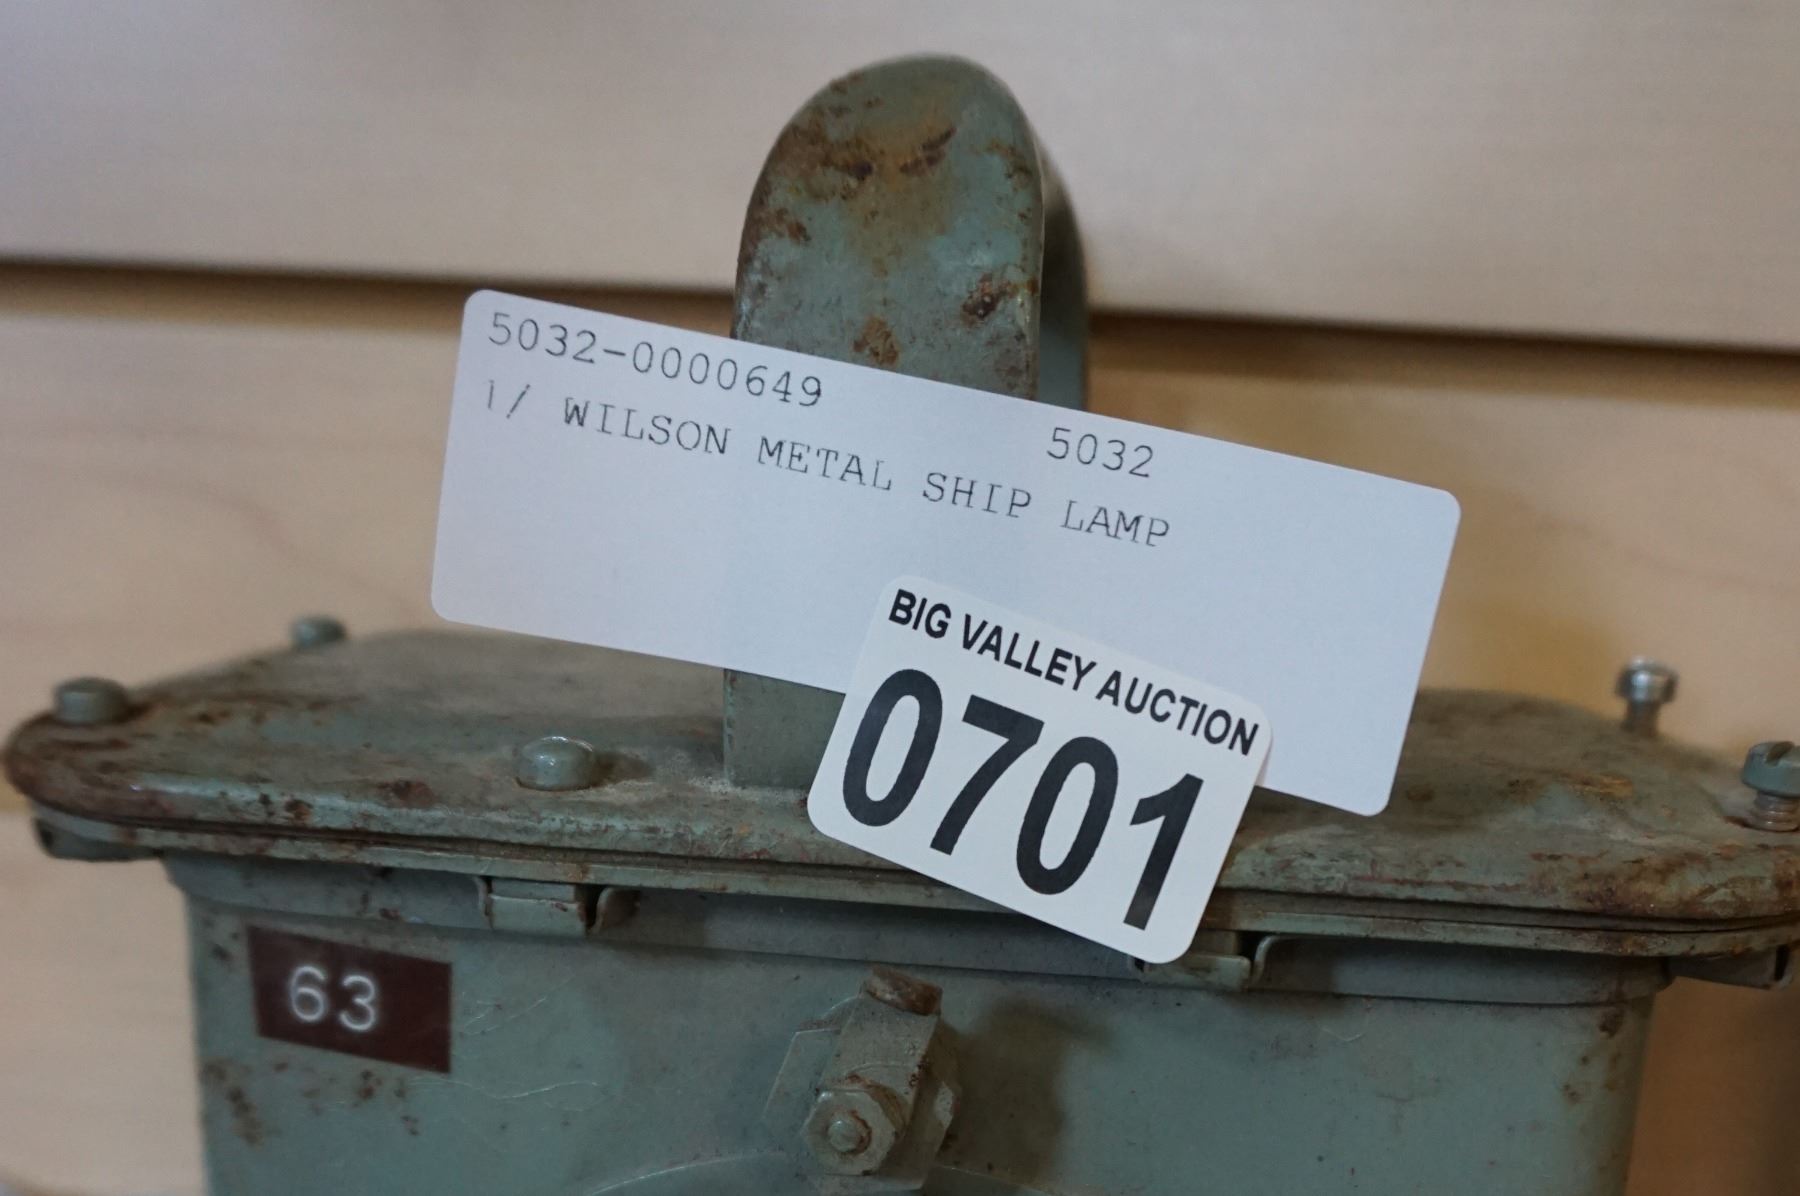 5032-0000649 5032
1/ WILSON METAL SHIP LAMP
BIG VALLEY AUCTION
0701
63